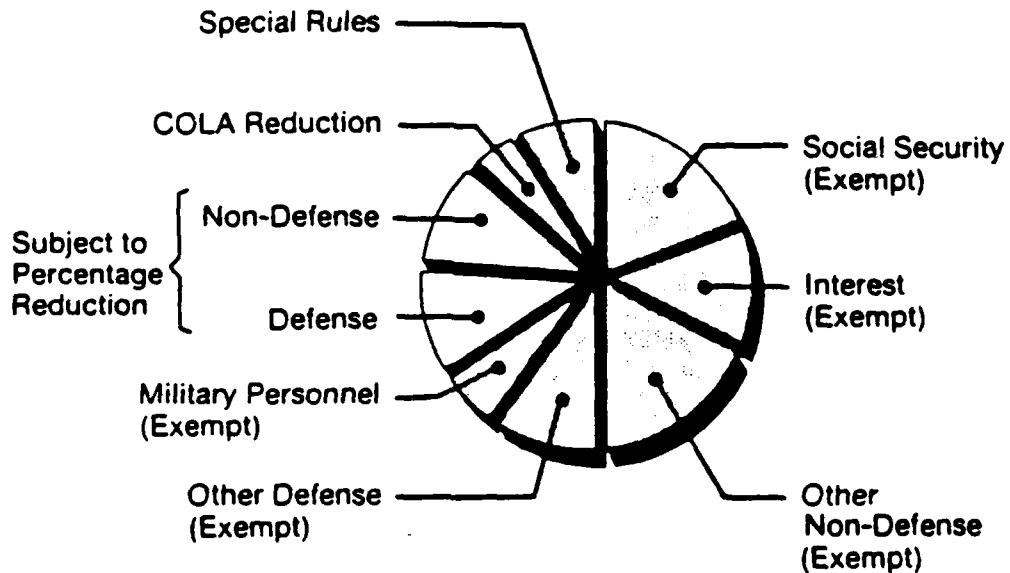 Special Rules
COLA Reduction
Non-Defense
Subject to
Percentage
Reduction
Defense
Military Personnel
(Exempt)
Other Defense
(Exempt)
Social Security
(Exempt)
Interest
(Exempt)
Other
Non-Defense
(Exempt)